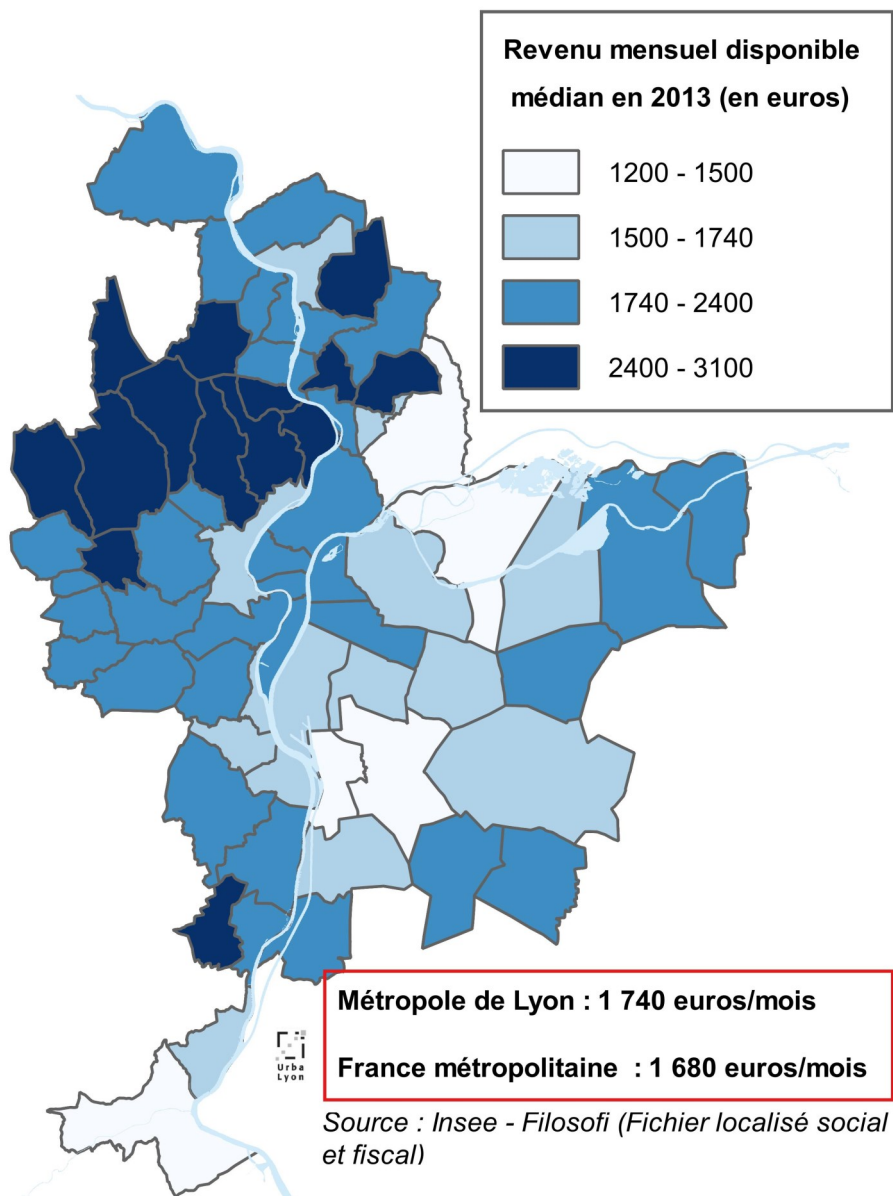 Revenu mensuel disponible
médian en 2013 (en euros)
1200 - 1500
1500 - 1740
1740 - 2400
2400 - 3100
Métropole de Lyon : 1 740 euros/mois
France métropolitaine : 1 680 euros/mois
Urba
Lyon
Source : Insee - Filosofi (Fichier localisé social
et fiscal)